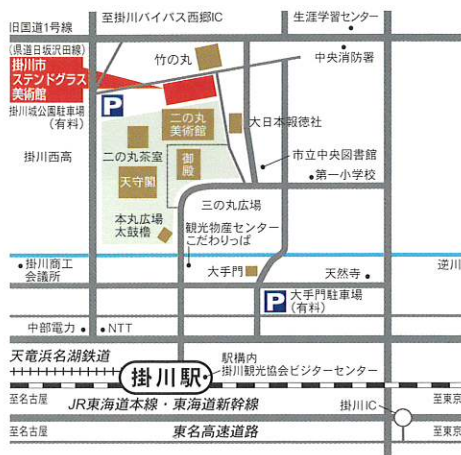 至掛川バイパス西郷IC
生涯学習センター
旧国道1号線
中央消防署
(県道日坂沢田線)
竹の丸
掛川市
ステンドグラス
美術館
P
掛川城公園駐車場
(有料)
二の丸
美術館
大日本報徳社
二の丸茶室
御殿
市立中央図書館
掛川西高
天守閣
第一小学校
三の丸広場
本丸広場
太鼓櫓
観光物産センター
こだわりっぱ
掛川商工
会議所
大手門
天然寺
逆川
P
大手門駐車場
(有料)
中部電力
NTT
天竜浜名湖鉄道
掛川駅
駅構内
掛川観光協会ビジターセンター
至名古屋
JR東海道本線・東海道新幹線
掛川IC
至東京
至名古屋
東名高速道路
至東京